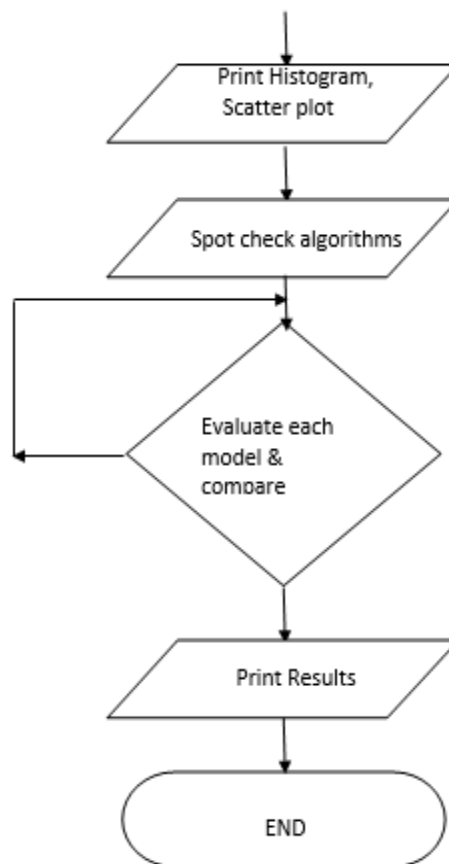 Print Histogram,
Scatter plot
Spot check algorithms
Evaluate each
model &
compare
Print Results
END